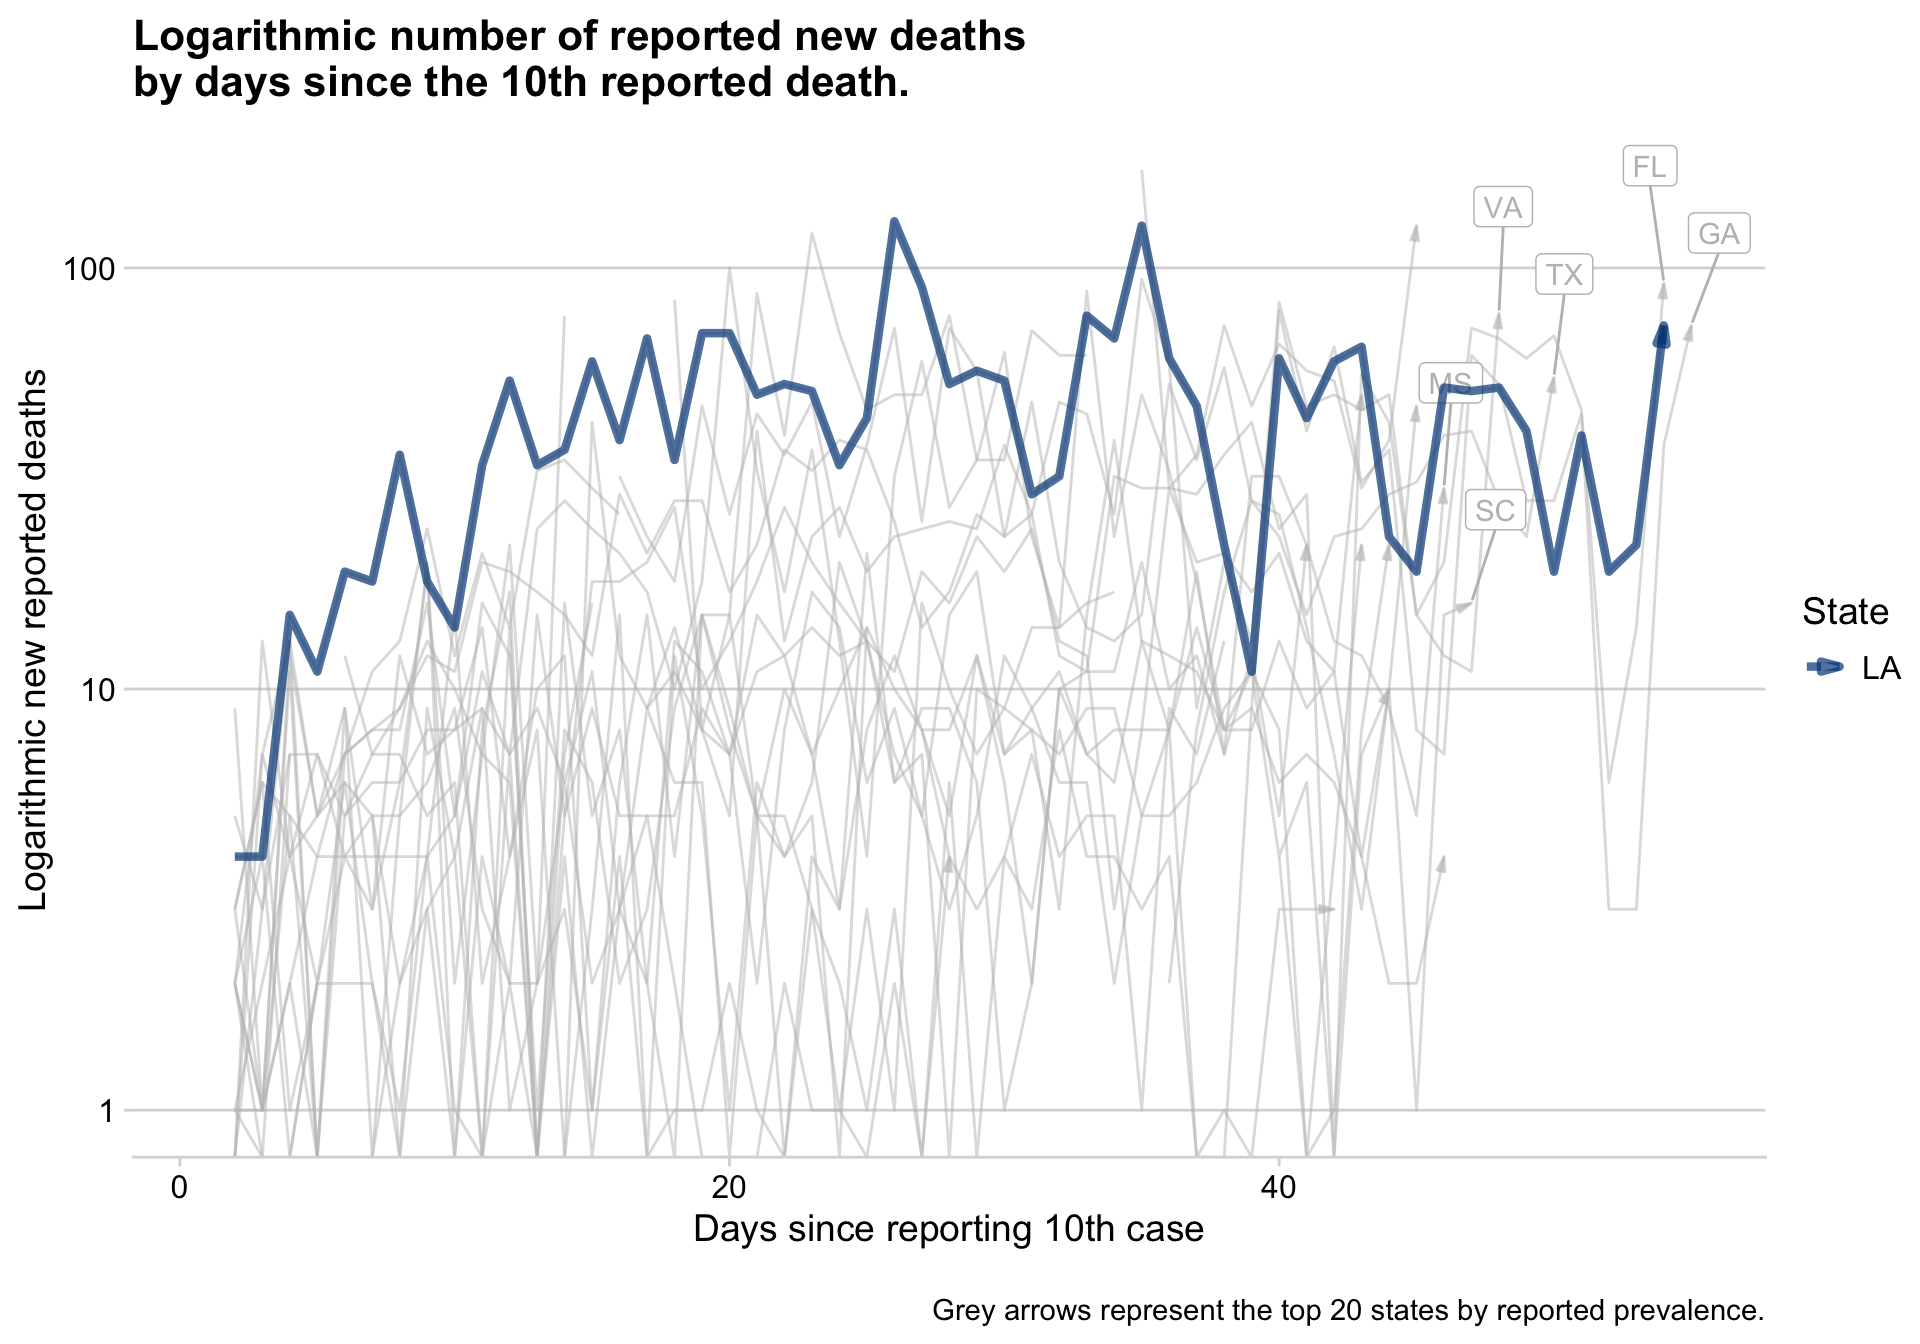 Logarithmic number of reported new deaths
by days since the 10th reported death.
Logarithmic new reported deaths
100
10
1
FL
VA
GA
TX
MS
SC
State
LA
0
20
40
Days since reporting 10th case
Grey arrows represent the top 20 states by reported prevalence.